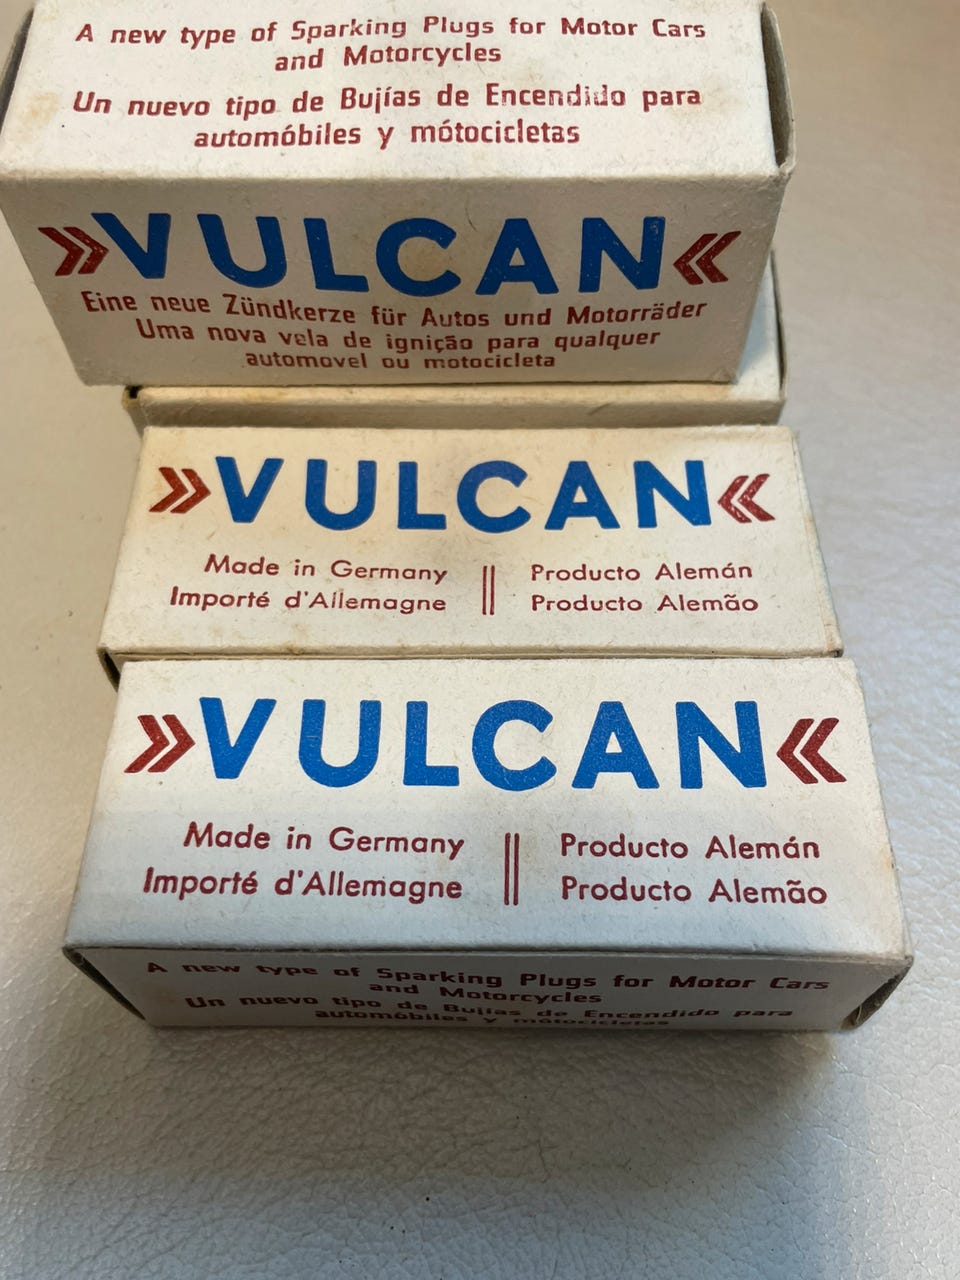 A new type of Sparking Plugs for Motor Cars
and Motorcycles
Un nuevo tipo de Bujías de Encendido para
automóbiles y mótocicletas
»VULCAN«
Eine neue Zündkerze für Autos und Motorräder
Uma nova vela de ignição para qualquer
automovel ou motocicleta
»VULCAN«
Made in Germany || Producto Alemán
Importé d'Allemagne || Producto Alemão
»VULCAN«
Made in Germany || Producto Alemán
Importé d'Allemagne || Producto Alemão
A new type of Sparking Plugs for Motor Cars
and Motorcycles
Un nuevo tipo de Bujías de Encendido para
automóbiles y mótocicletas